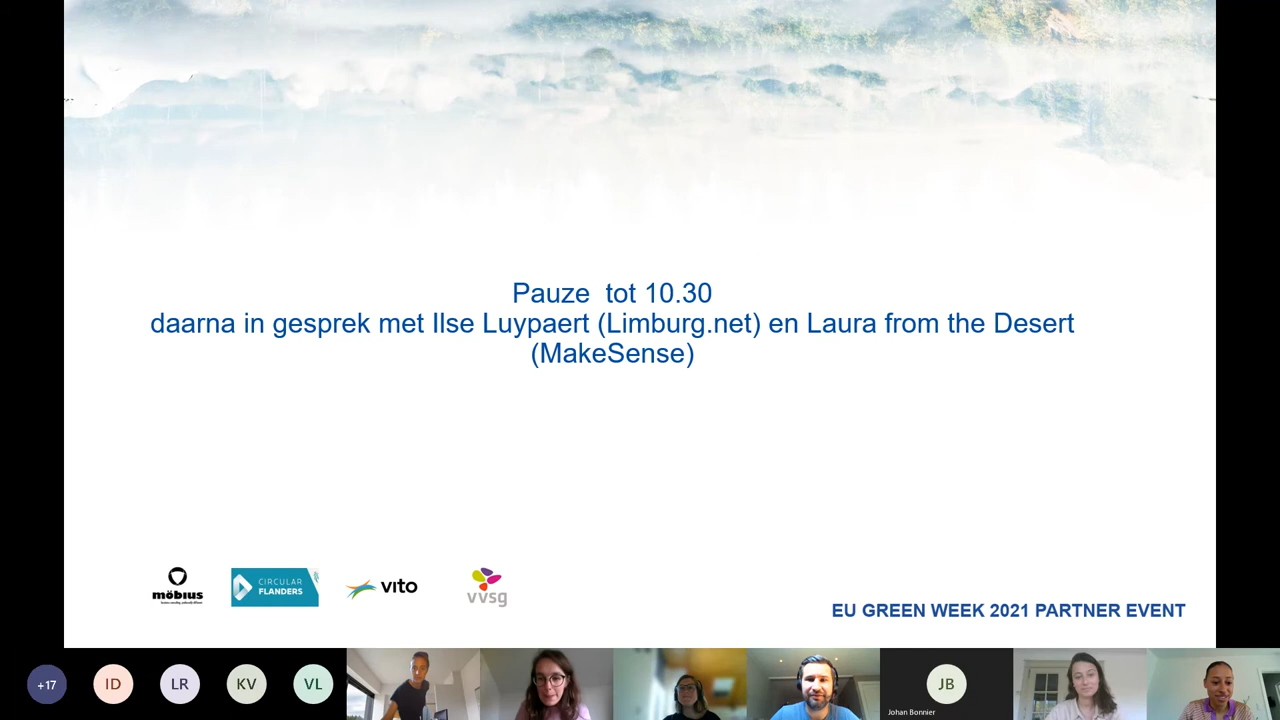 Pauze  tot 10.30
daarna in gesprek met Ilse Luypaert (Limburg.net) en Laura from the Desert
(MakeSense)
möbius
CIRCULAR
FLANDERS
vito
vvsg
EU GREEN WEEK 2021 PARTNER EVENT
+17
ID
LR
KV
VL
JB
Johan Bonnier